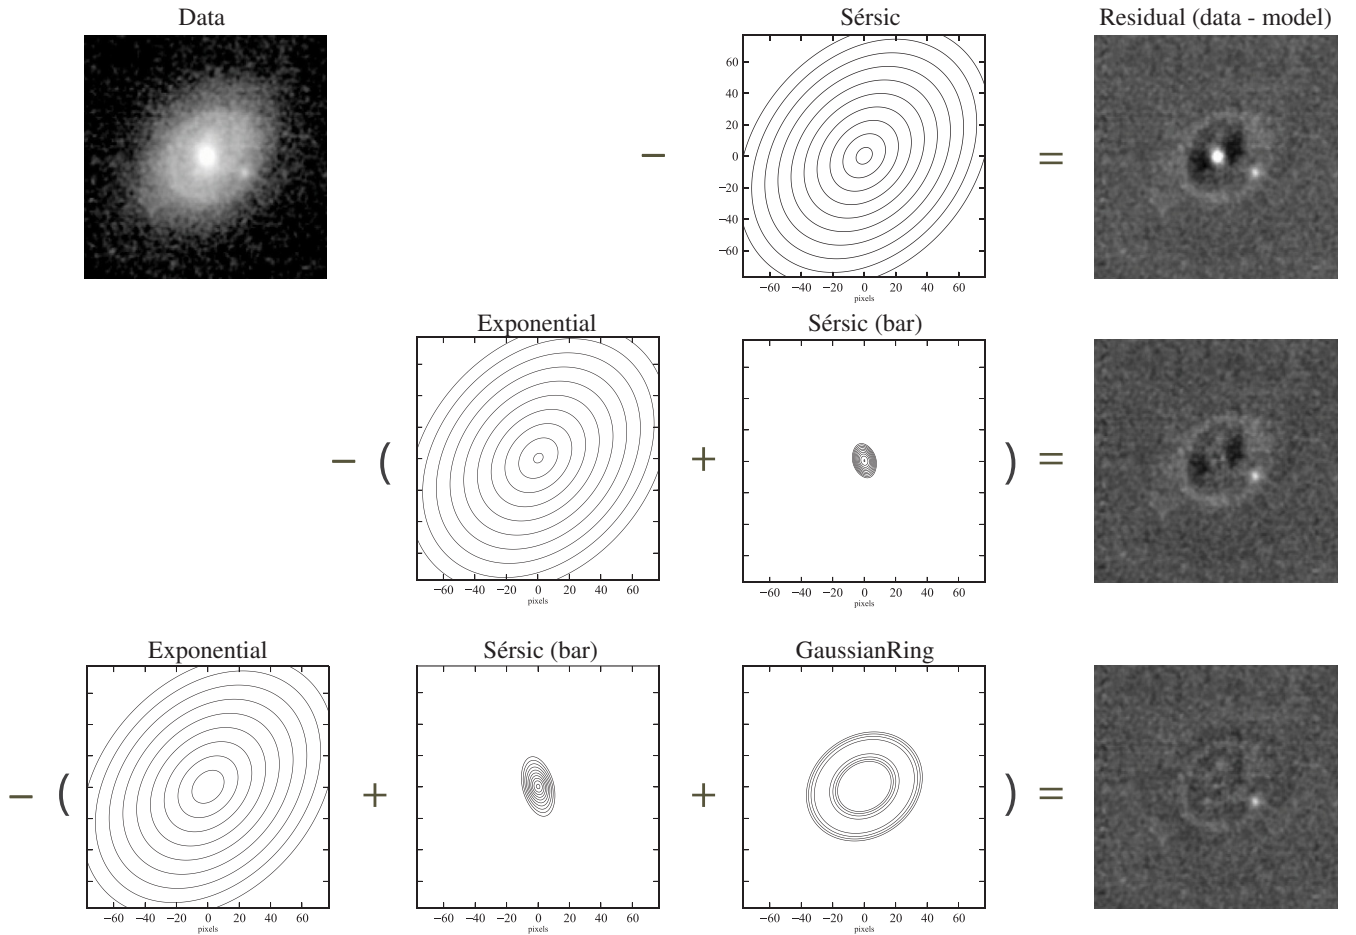 Data
Sérsic
Residual (data - model)
−
60
40
20
0
−20
−40
−60
=
−60 −40 −20 0 20 40 60
pixels
Exponential
Sérsic (bar)
− (
+
) =
−60 −40 −20 0 20 40 60
pixels
−60 −40 −20 0 20 40 60
pixels
Exponential
Sérsic (bar)
GaussianRing
− (
+
+
) =
−60 −40 −20 0 20 40 60
pixels
−60 −40 −20 0 20 40 60
pixels
−60 −40 −20 0 20 40 60
pixels